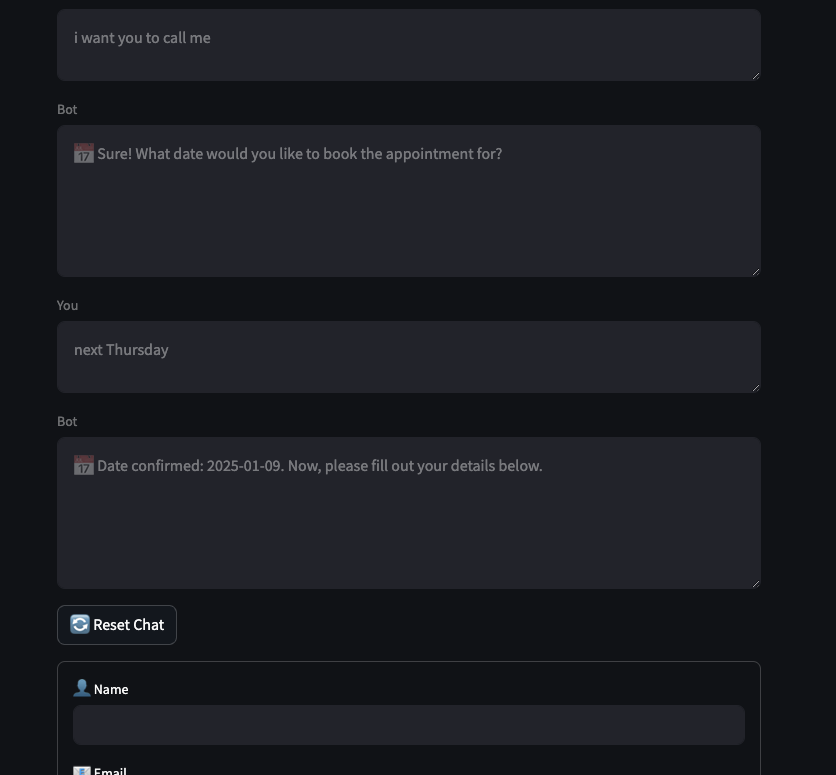 i want you to call me
Bot
📅 Sure! What date would you like to book the appointment for?
You
next Thursday
Bot
📅 Date confirmed: 2025-01-09. Now, please fill out your details below.
🔄 Reset Chat
👤 Name
📧 Email